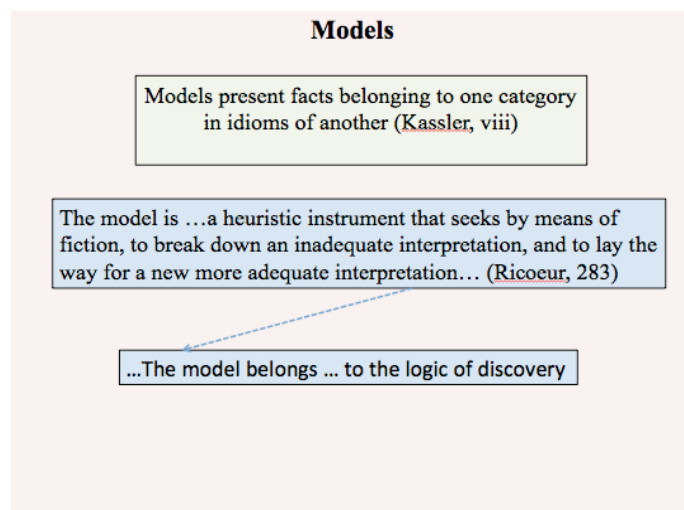 Models
Models present facts belonging to one category
in idioms of another (Kassler, viii)
The model is …a heuristic instrument that seeks by means of
fiction, to break down an inadequate interpretation, and to lay the
way for a new more adequate interpretation… (Ricoeur, 283)
…The model belongs … to the logic of discovery